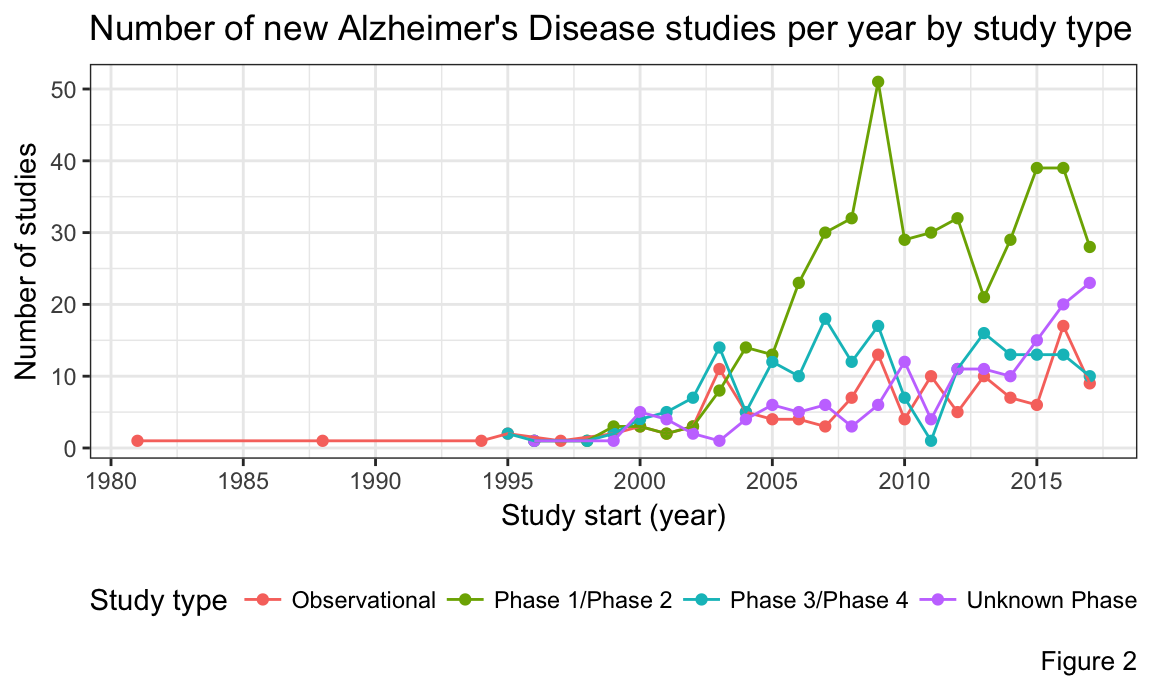 Number of new Alzheimer's Disease studies per year by study type
Number of studies
50
40
30
20
10
0
1980 1985 1990 1995 2000 2005 2010 2015
Study start (year)
Study type Observational Phase 1/Phase 2 Phase 3/Phase 4 Unknown Phase
Figure 2